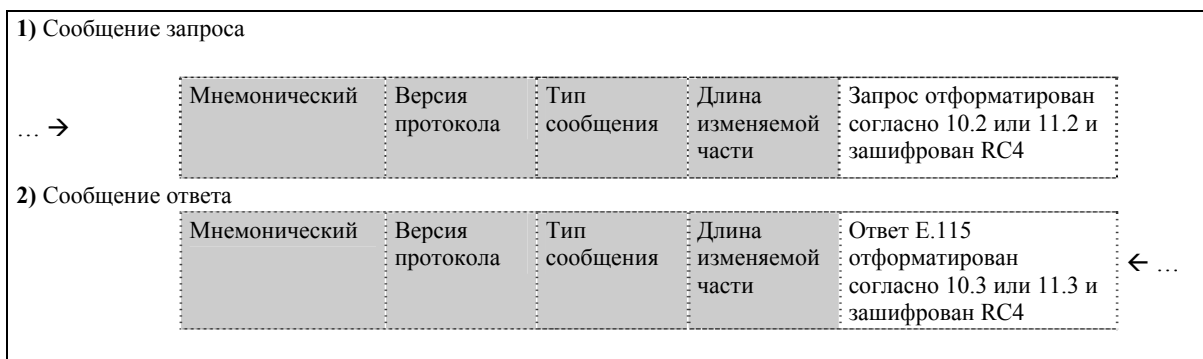 1) Сообщение запроса
Мнемонический Версия Тип Длина Запрос отформатирован
… → протокола сообщения изменяемой согласно 10.2 или 11.2 и
части зашифрован RC4
2) Сообщение ответа
Мнемонический Версия Тип Длина Ответ E.115
протокола сообщения изменяемой отформатирован
части согласно 10.3 или 11.3 и ← …
зашифрован RC4